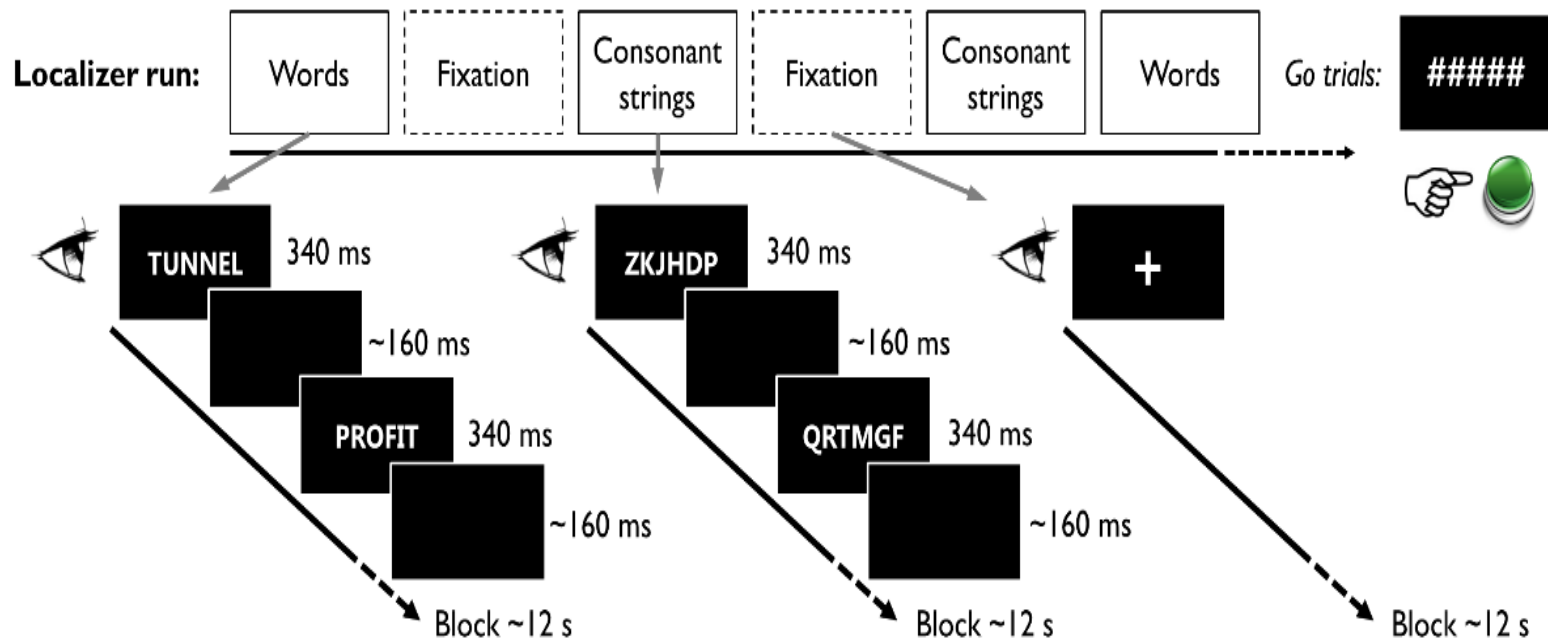 Localizer run:
Words
Fixation
Consonant
strings
Fixation
Consonant
strings
Words
Go trials:
#####
TUNNEL
340 ms
~160 ms
PROFIT
340 ms
~160 ms
Block ~12 s
ZKJHDP
340 ms
~160 ms
QRTMGF
340 ms
~160 ms
Block ~12 s
+
Block ~12 s